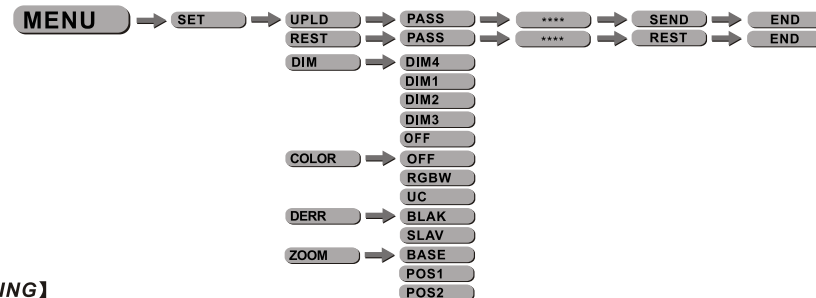 MENU SET UPLD PASS **** SEND END
REST PASS **** REST END
DIM DIM4
DIM1
DIM2
DIM3
OFF
COLOR OFF
RGBW
UC
DERR BLAK
SLAV
ZOOM BASE
POS1
ING】 POS2